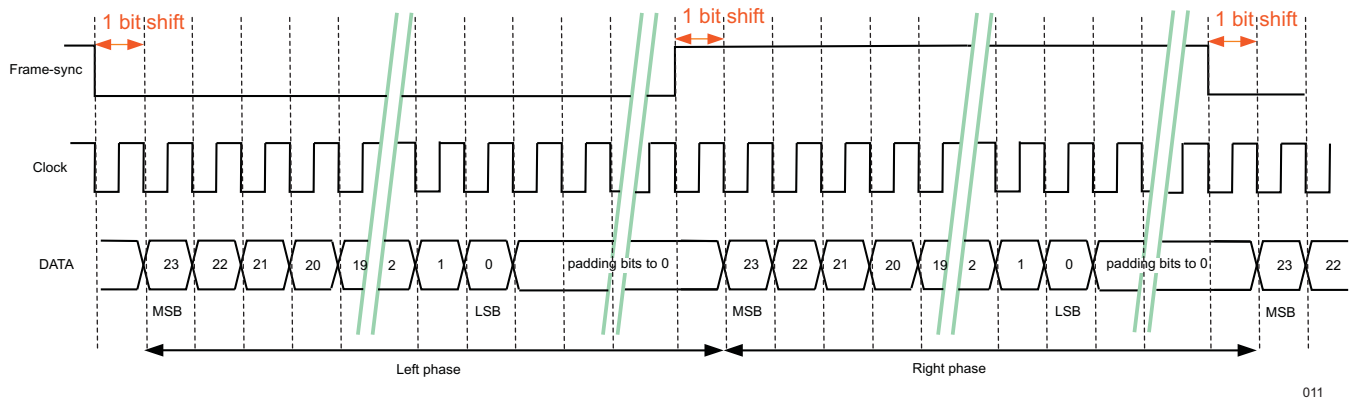 1 bit shift 1 bit shift 1 bit shift
Frame-sync
Clock
DATA 23 22 21 20 19 2 1 0 padding bits to 0 23 22 21 20 19 2 1 0 padding bits to 0 23 22
MSB LSB MSB LSB MSB
Left phase Right phase
011